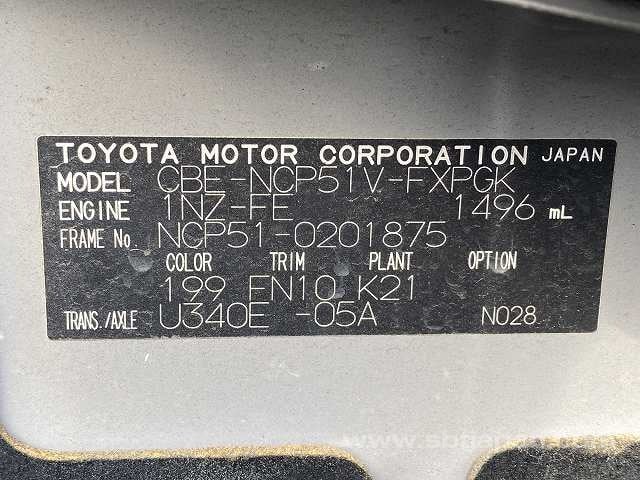 TOYOTA MOTOR CORPORATION JAPAN
MODEL CBE-NCP51V-FXPGK
ENGINE 1NZ-FE 1496 mL
FRAME No. NCP51-0201875
COLOR TRIM PLANT OPTION
199 FN10 K21
TRANS./AXLE U340E -05A N028